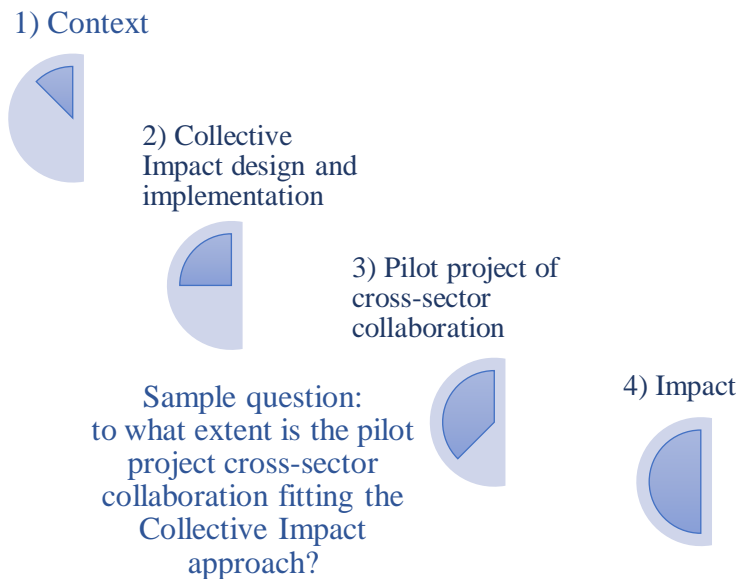 1) Context
2) Collective
Impact design and
implementation
3) Pilot project of
cross-sector
collaboration
4) Impact
Sample question:
to what extent is the pilot
project cross-sector
collaboration fitting the
Collective Impact
approach?